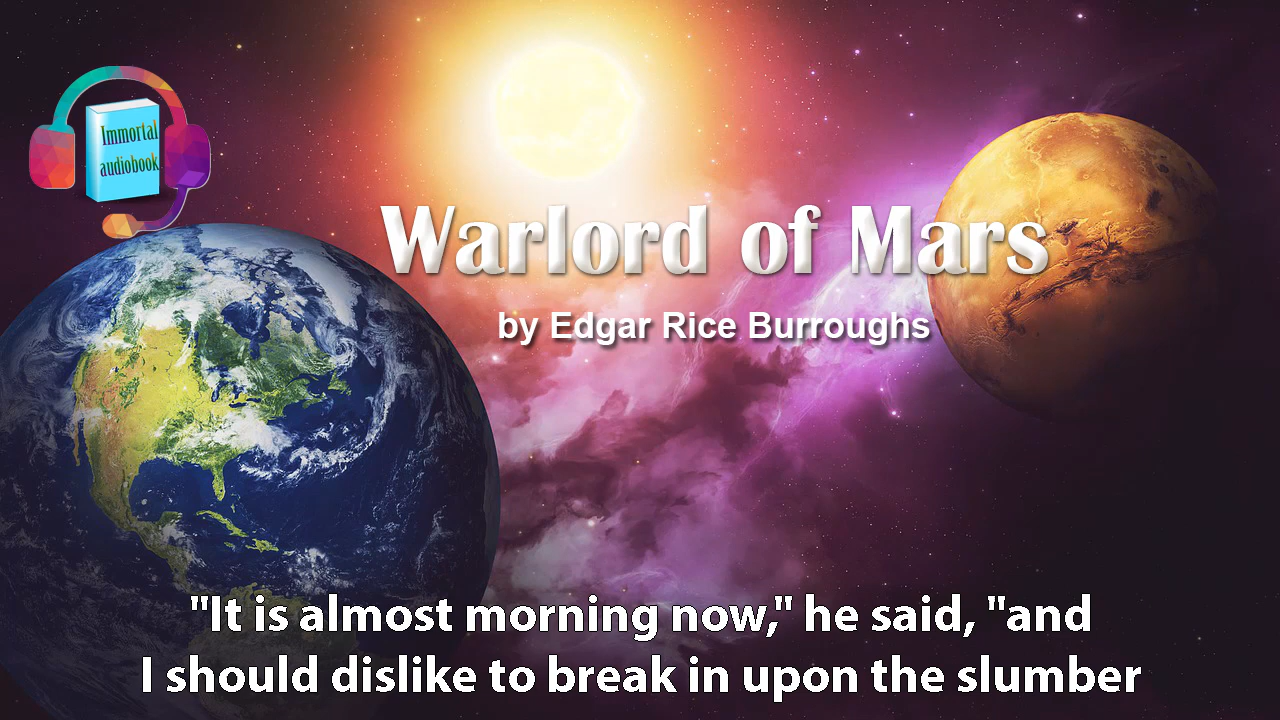 Immortal
audiobook
Warlord of Mars
by Edgar Rice Burroughs
"It is almost morning now," he said, "and
I should dislike to break in upon the slumber